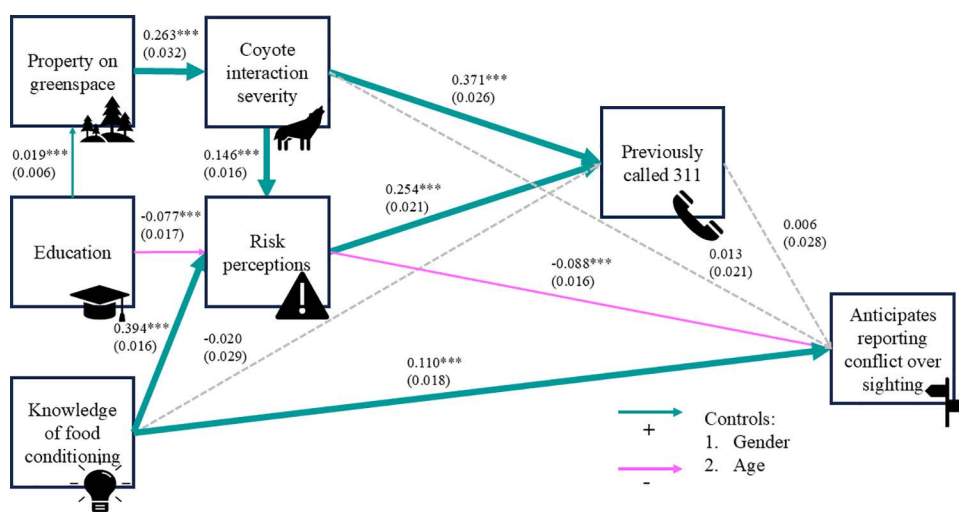 0.263***
(0.032)
Property on
greenspace
Coyote
interaction
severity
0.371***
(0.026)
0.019***
(0.006)
0.146***
(0.016)
Previously
called 311
0.254***
(0.021)
-0.077***
(0.017)
Education
Risk
perceptions
0.006
(0.028)
0.013
(0.021)
-0.088***
(0.016)
0.394***
(0.016)
-0.020
(0.029)
0.110***
(0.018)
Anticipates
reporting
conflict over
sighting
Knowledge
of food
conditioning
+
-
Controls:
1. Gender
2. Age